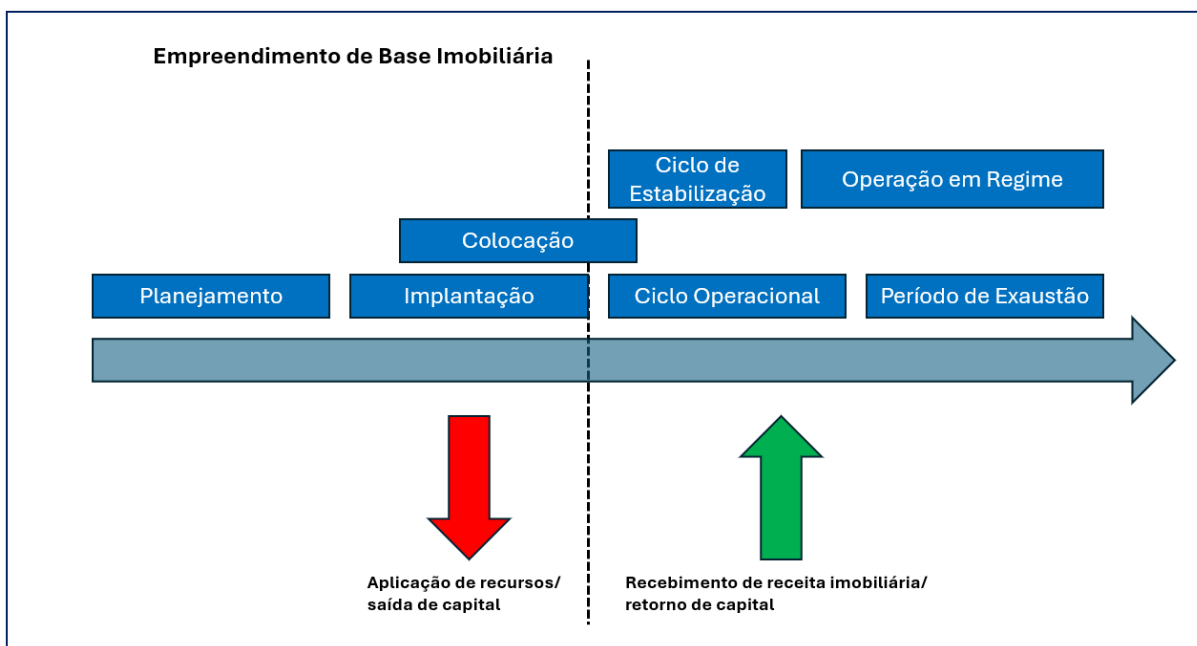 Empreendimento de Base Imobiliária
Ciclo de
Estabilização
Operação em Regime
Colocação
Planejamento
Implantação
Ciclo Operacional
Período de Exaustão
Aplicação de recursos/
saída de capital
Recebimento de receita imobiliária/
retorno de capital